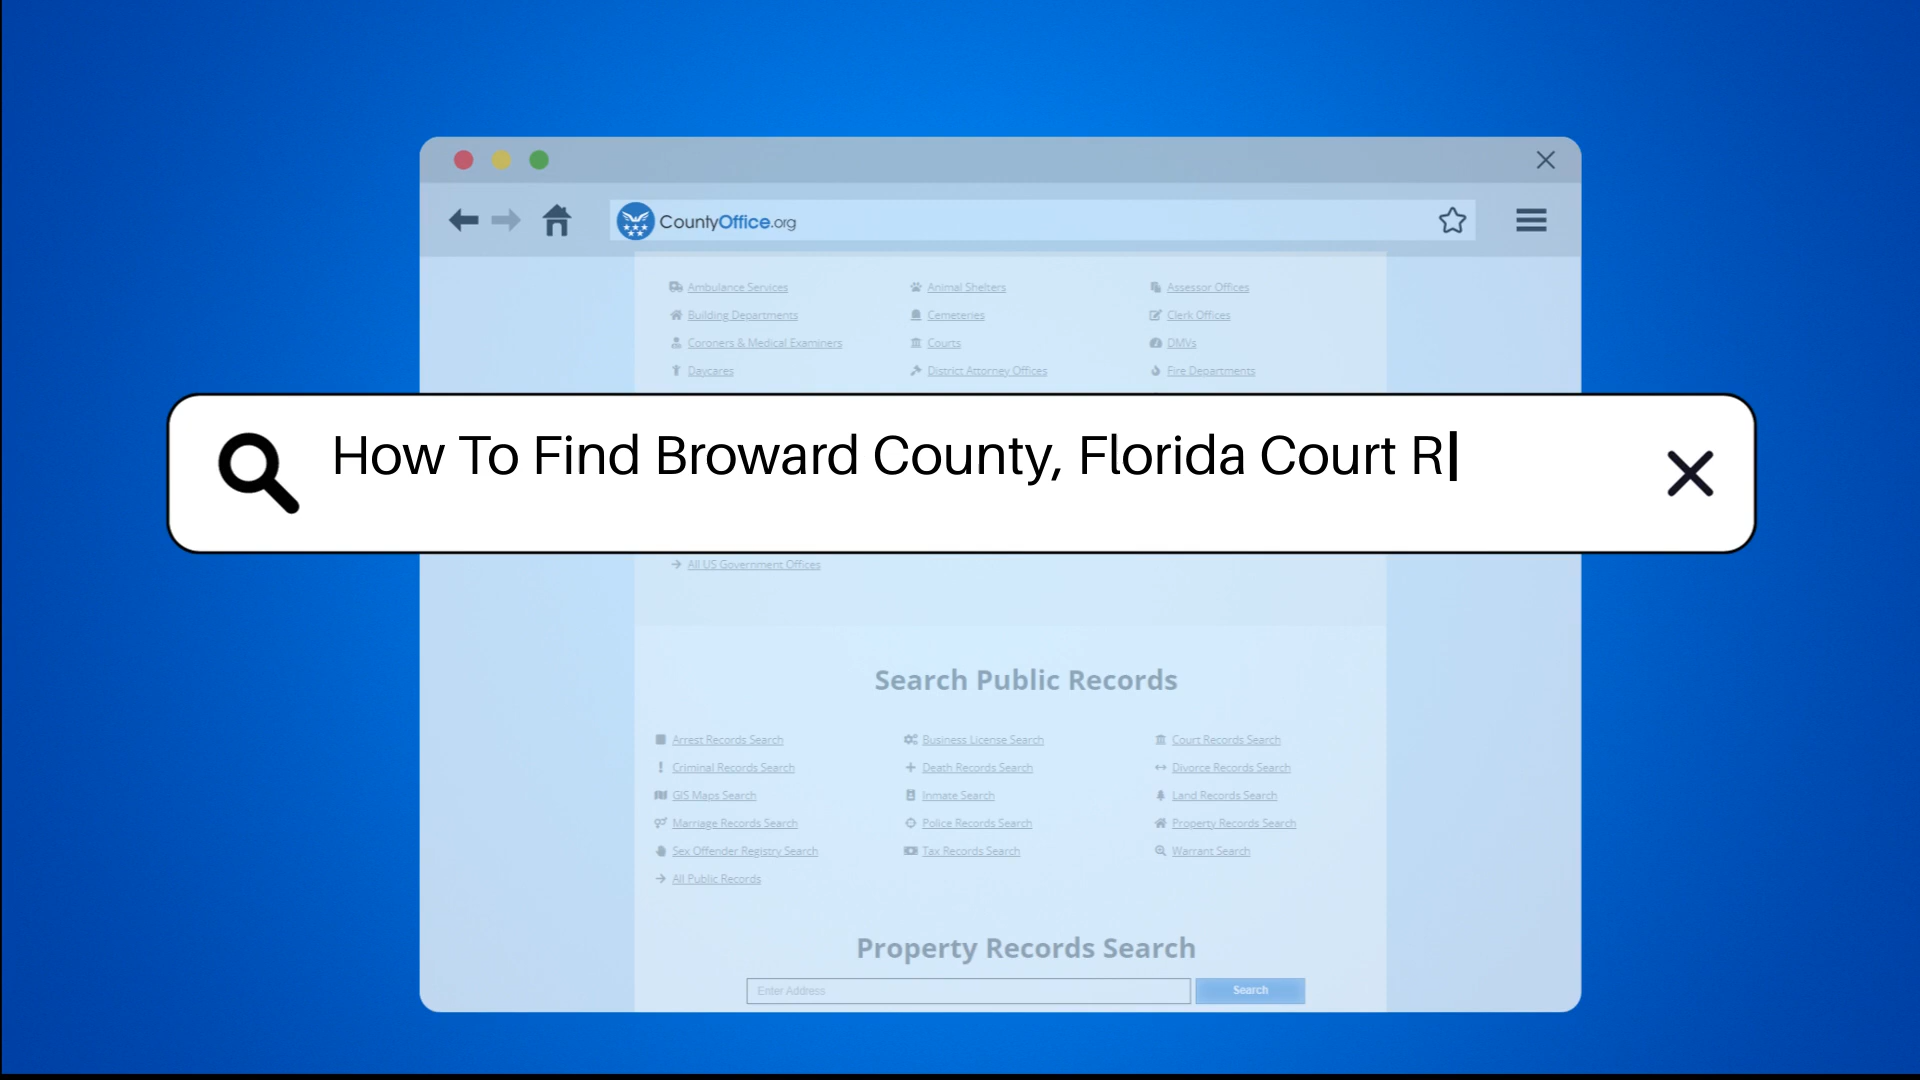 CountyOffice.org
Ambulance Services Animal Shelters Assessor Offices
Building Departments Cemeteries Clerk Offices
Coroners & Medical Examiners Courts DMVs
Daycares District Attorney Offices Fire Departments
How To Find Broward County, Florida Court R
All US Government Offices
Search Public Records
Arrest Records Search Business License Search Court Records Search
Criminal Records Search Death Records Search Divorce Records Search
GIS Maps Search Inmate Search Land Records Search
Marriage Records Search Police Records Search Property Records Search
Sex Offender Registry Search Tax Records Search Warrant Search
All Public Records
Property Records Search
Enter Address Search